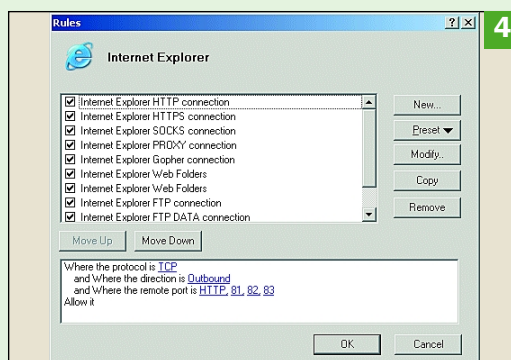 Rules
4
Internet Explorer
Internet Explorer HTTP connection
Internet Explorer HTTPS connection
Internet Explorer SOCKS connection
Internet Explorer PROXY connection
Internet Explorer Gopher connection
Internet Explorer Web Folders
Internet Explorer Web Folders
Internet Explorer FTP connection
Internet Explorer FTP DATA connection
New...
Preset
Modify..
Copy
Remove
Move Up
Move Down
Where the protocol is TCP
and Where the direction is Outbound
and Where the remote port is HTTP, 81, 82, 83
Allow it
OK
Cancel